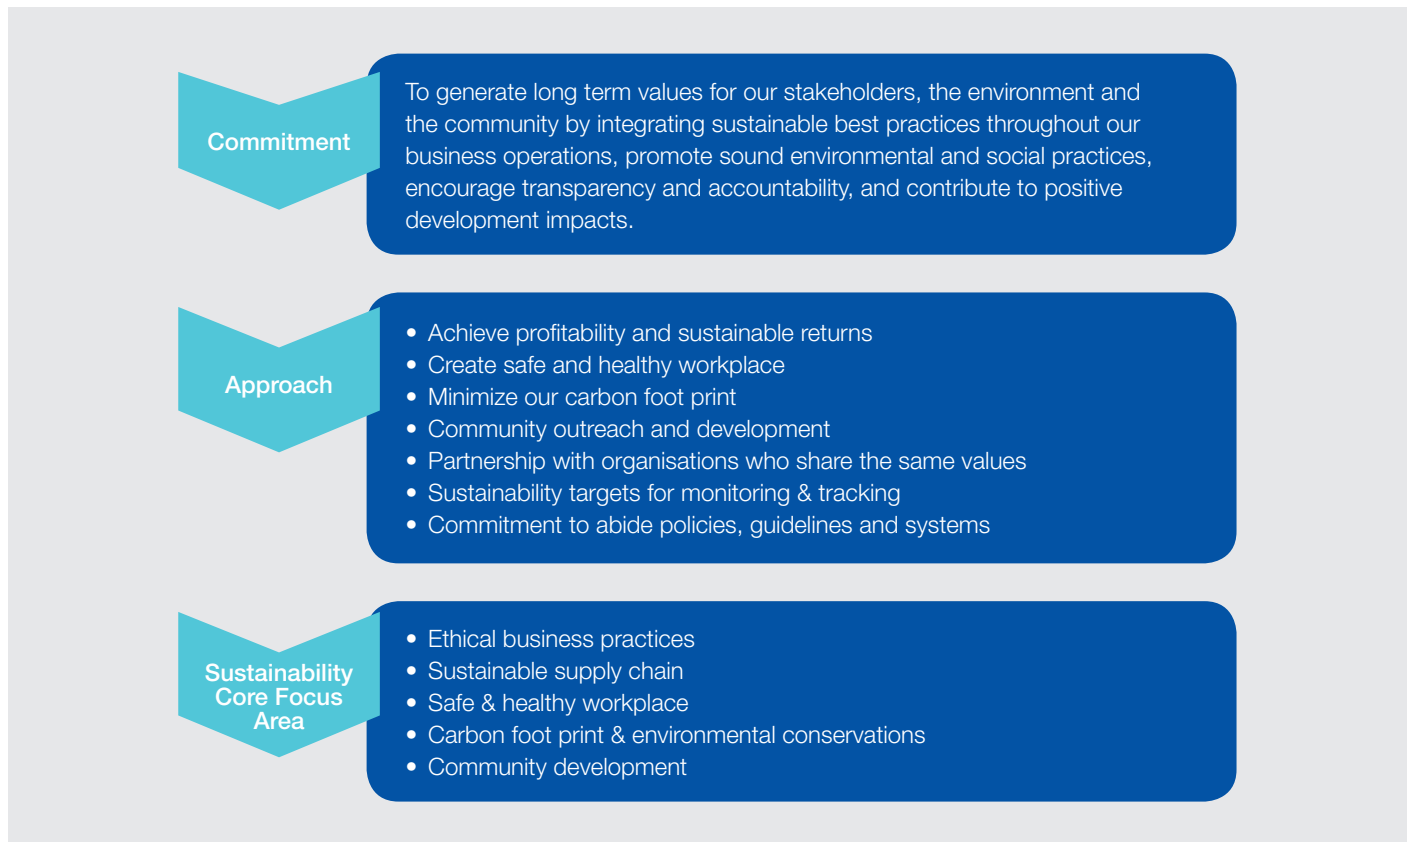 Commitment
To generate long term values for our stakeholders, the environment and
the community by integrating sustainable best practices throughout our
business operations, promote sound environmental and social practices,
encourage transparency and accountability, and contribute to positive
development impacts.
Approach
• Achieve profitability and sustainable returns
• Create safe and healthy workplace
• Minimize our carbon foot print
• Community outreach and development
• Partnership with organisations who share the same values
• Sustainability targets for monitoring & tracking
• Commitment to abide policies, guidelines and systems
Sustainability
Core Focus
Area
• Ethical business practices
• Sustainable supply chain
• Safe & healthy workplace
• Carbon foot print & environmental conservations
• Community development